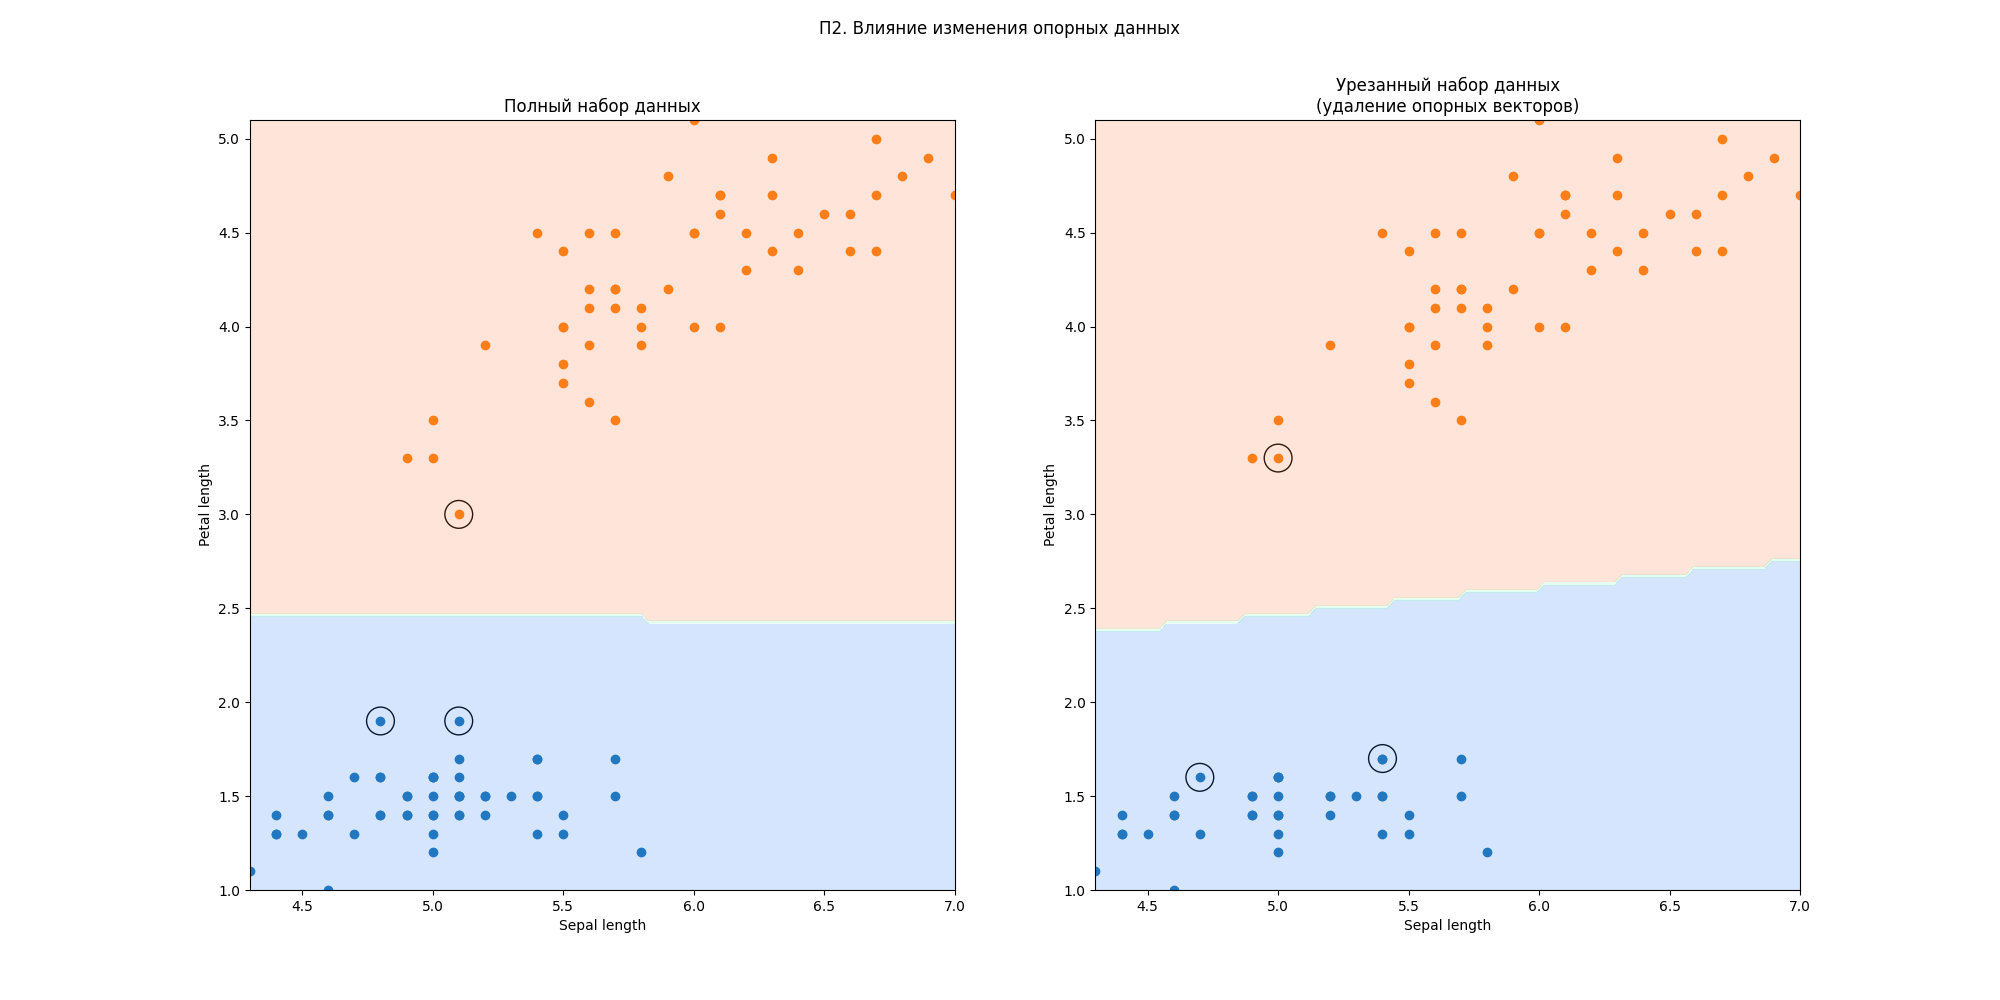 П2. Влияние изменения опорных данных
Полный набор данных
5.0
4.5
4.0
3.5
3.0
2.5
2.0
1.5
1.0
Petal length
4.5 5.0 5.5 6.0 6.5 7.0
Sepal length
Урезанный набор данных
(удаление опорных векторов)
5.0
4.5
4.0
3.5
3.0
2.5
2.0
1.5
1.0
Petal length
4.5 5.0 5.5 6.0 6.5 7.0
Sepal length